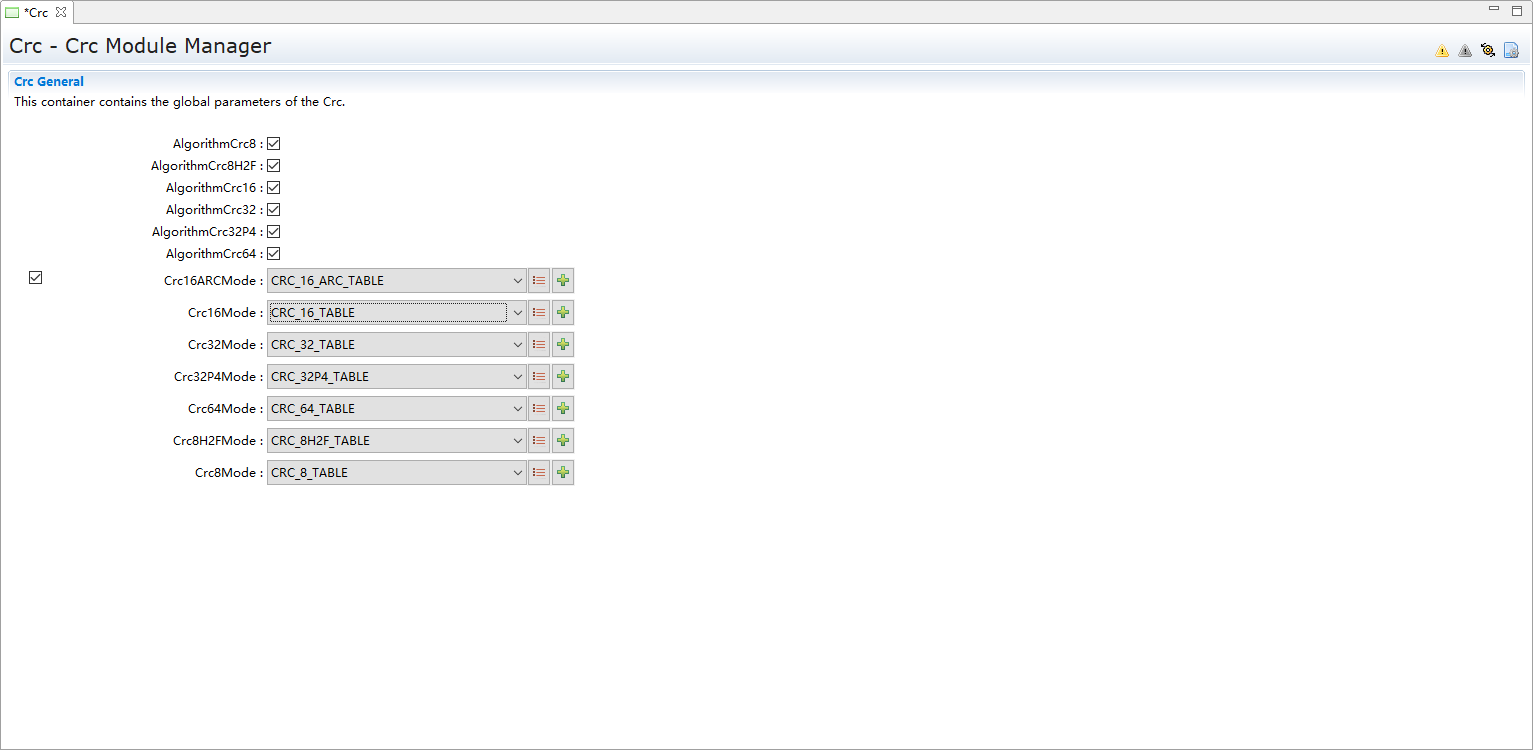 *Crc
Crc - Crc Module Manager
Crc General
This container contains the global parameters of the Crc.
AlgorithmCrc8 :
AlgorithmCrc8H2F :
AlgorithmCrc16 :
AlgorithmCrc32 :
AlgorithmCrc32P4 :
AlgorithmCrc64 :
Crc16ARCMode : CRC_16_ARC_TABLE
Crc16Mode : CRC_16_TABLE
Crc32Mode : CRC_32_TABLE
Crc32P4Mode : CRC_32P4_TABLE
Crc64Mode : CRC_64_TABLE
Crc8H2FMode : CRC_8H2F_TABLE
Crc8Mode : CRC_8_TABLE